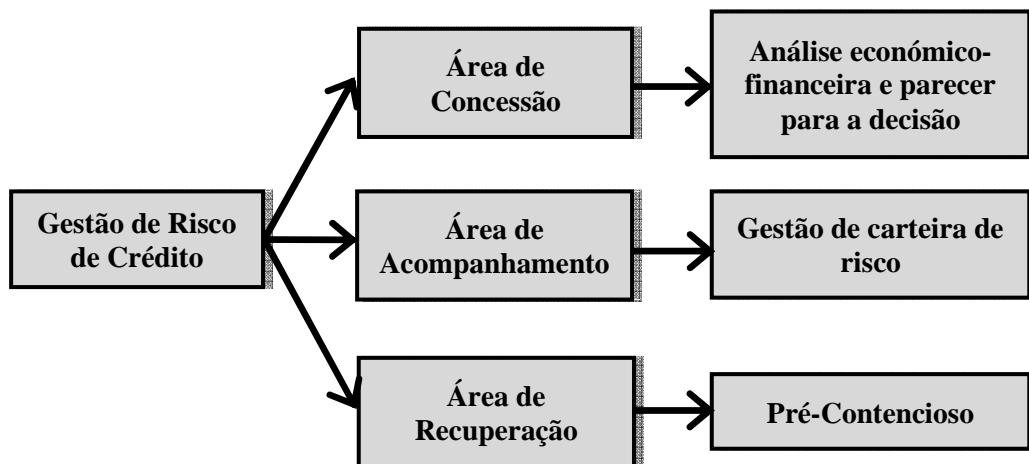 Gestão de Risco
de Crédito
Área de
Concessão
Análise económico-
financeira e parecer
para a decisão
Área de
Acompanhamento
Gestão de carteira de
risco
Área de
Recuperação
Pré-Contencioso